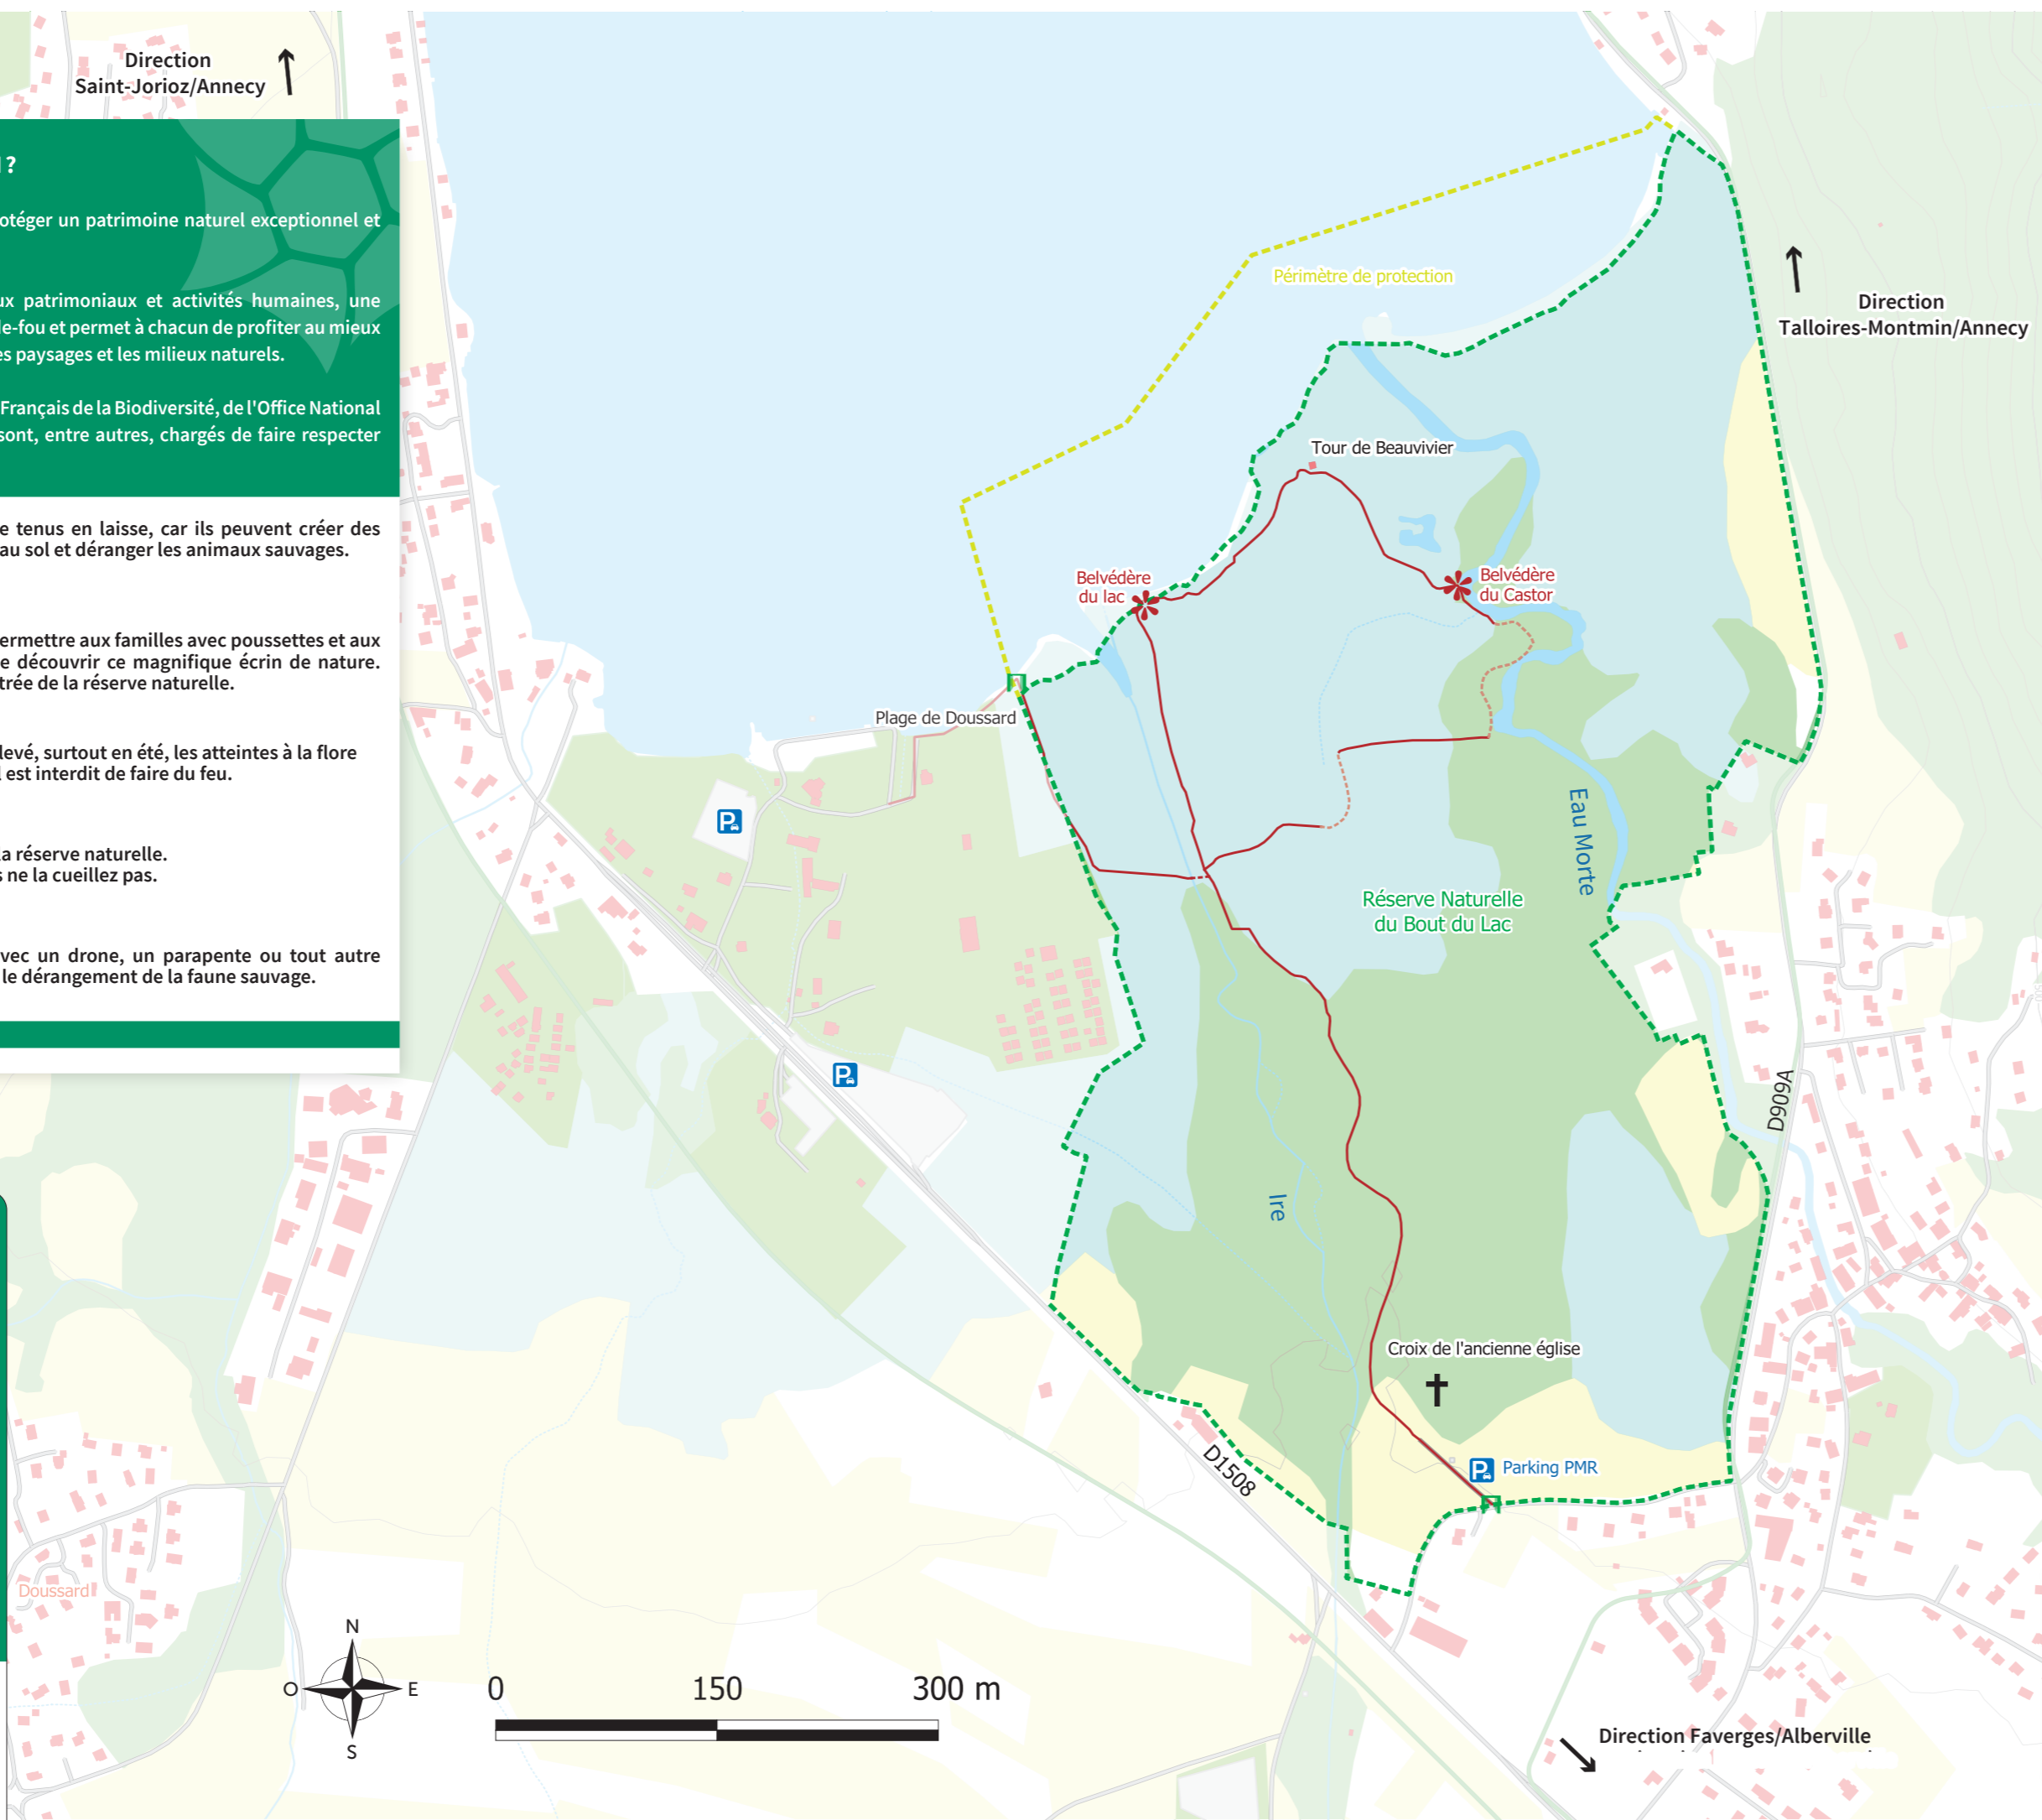 Direction
Saint-Jorioz/Annecy
?
otéger un patrimoine naturel exceptionnel et
ux patrimoniaux et activités humaines, une
de-fou et permet à chacun de profiter au mieux
es paysages et les milieux naturels.
Français de la Biodiversité, de l'Office National
sont, entre autres, chargés de faire respecter
e tenus en laisse, car ils peuvent créer des
au sol et déranger les animaux sauvages.
ermettre aux familles avec poussettes et aux
e découvrir ce magnifique écrin de nature.
trée de la réserve naturelle.
levé, surtout en été, les atteintes à la flore
l est interdit de faire du feu.
la réserve naturelle.
s ne la cueillez pas.
vec un drone, un parapente ou tout autre
le dérangement de la faune sauvage.
Périmètre de protection
Direction
Talloires-Montmin/Annecy
Tour de Beauvivier
Belvédère
du lac
Belvédère
du Castor
Plage de Doussard
P
Eau Morte
Réserve Naturelle
du Bout du Lac
P
D909A
Ire
Croix de l'ancienne église
P Parking PMR
D1508
Doussard
N
O
E
S
0 150 300 m
Direction Faverges/Alberville